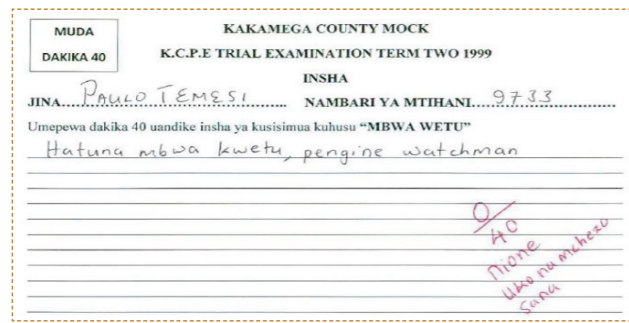 MUDA
DAKIKA 40
KAKAMEGA COUNTY MOCK
K.C.P.E TRIAL EXAMINATION TERM TWO 1999
INSHA
JINA....PAULO TEMESI........ NAMBARI YA MTIHANI....9733..............
Umepewa dakika 40 uandike insha ya kusisimua kuhusu “MBWA WETU”
Hatuna mbwa kwetu, pengine watchman
0/40
nione
uko na mchezo
sana